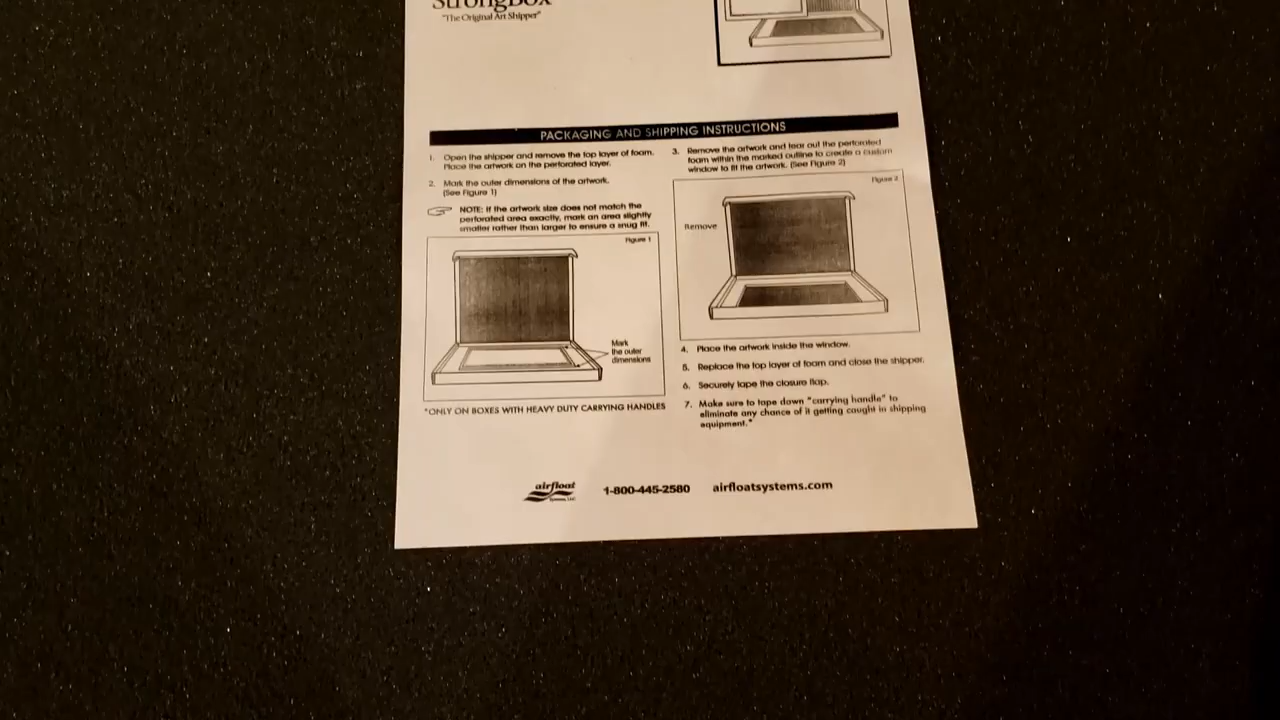 StrongBox
"The Original Art Shipper"
PACKAGING AND SHIPPING INSTRUCTIONS
1. Open the shipper and remove the top layer of foam.
Place the artwork on the perforated layer.
2. Mark the outer dimensions of the artwork.
(See Figure 1)
NOTE: If the artwork size does not match the
perforated area exactly, mark an area slightly
smaller rather than larger to ensure a snug fit.
Figure 1
Mark
the outer
dimensions
*ONLY ON BOXES WITH HEAVY DUTY CARRYING HANDLES
3. Remove the artwork and tear out the perforated
foam within the marked outline to create a custom
window to fit the artwork. (See Figure 2)
Figure 2
Remove
4. Place the artwork inside the window.
5. Replace the top layer of foam and close the shipper.
6. Securely tape the closure flap.
7. Make sure to tape down "carrying handle" to
eliminate any chance of it getting caught in shipping
equipment.*
airfloat
Systems, LLC
1-800-445-2580
airfloatsystems.com